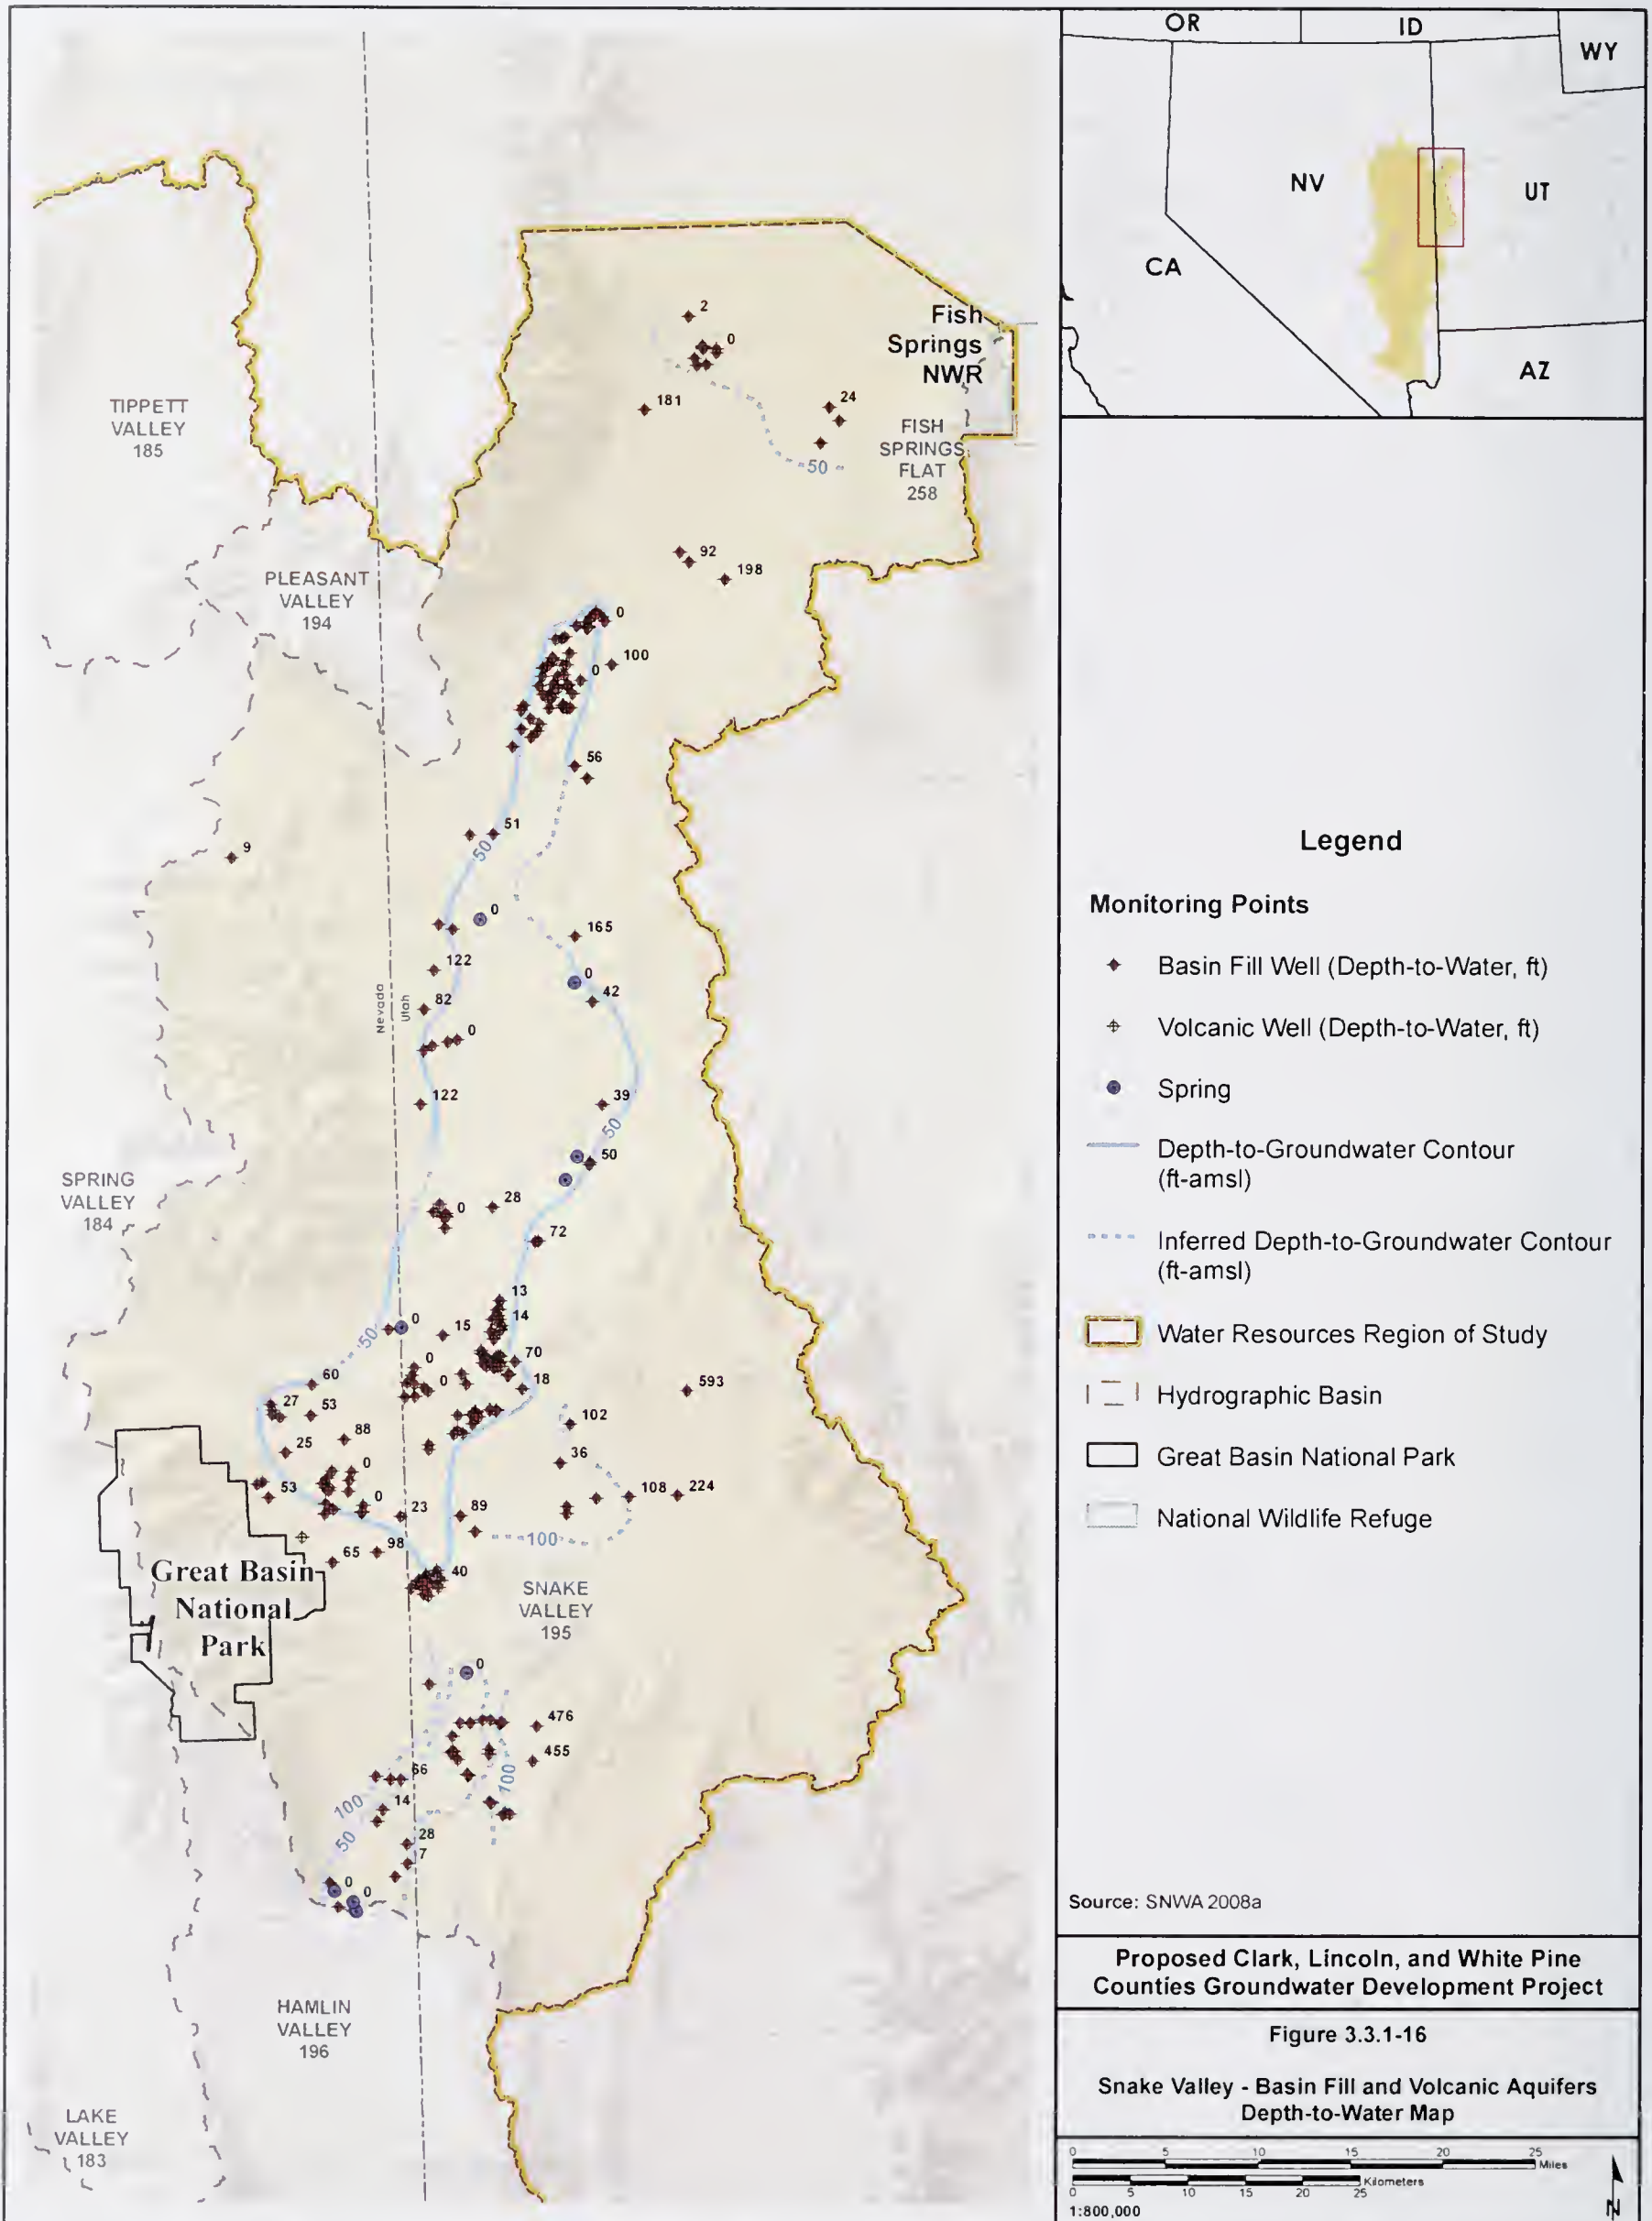 OR
ID
WY
NV
UT
CA
AZ
2
0
Fish
Springs
NWR
181
24
TIPPETT
VALLEY
185
FISH
SPRINGS
FLAT
258
50
92
198
PLEASANT
VALLEY
194
0
100
0
56
51
50
9
0
165
122
0
42
82
Nevada
Utah
0
122
39
50
50
SPRING
VALLEY
184
0
28
72
13
14
0
15
50
0
70
60
0
18
593
27
53
102
88
25
36
0
53
108
224
0
23
89
100
98
65
Great Basin
National
Park
40
SNAKE
VALLEY
195
0
476
455
66
100
100
14
50
28
7
0
0
HAMLIN
VALLEY
196
LAKE
VALLEY
183
Legend
Monitoring Points
Basin Fill Well (Depth-to-Water, ft)
Volcanic Well (Depth-to-Water, ft)
Spring
Depth-to-Groundwater Contour
(ft-amsl)
Inferred Depth-to-Groundwater Contour
(ft-amsl)
Water Resources Region of Study
Hydrographic Basin
Great Basin National Park
National Wildlife Refuge
Source: SNWA 2008a
Proposed Clark, Lincoln, and White Pine
Counties Groundwater Development Project
Figure 3.3.1-16
Snake Valley - Basin Fill and Volcanic Aquifers
Depth-to-Water Map
0 5 10 15 20 25
Miles
Kilometers
0 5 10 15 20 25
1:800,000
N